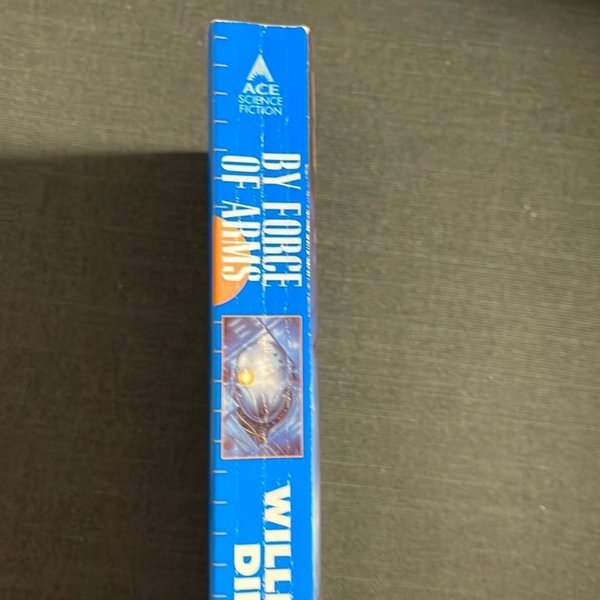 ACE
SCIENCE
FICTION
BY FORCE
OF ARMS